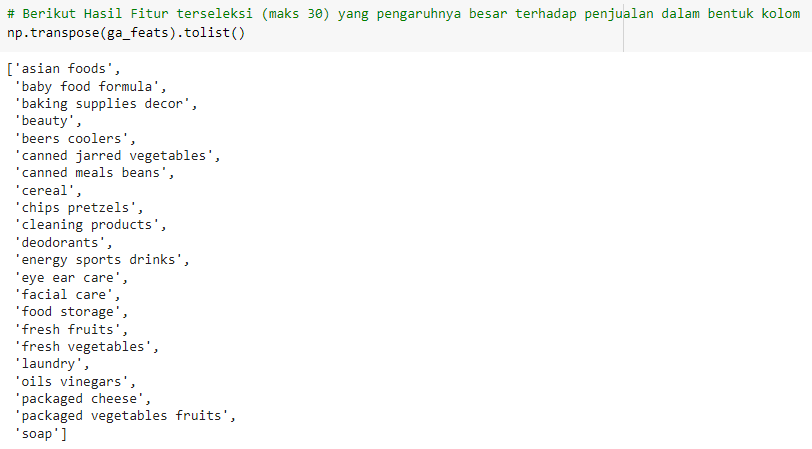 # Berikut Hasil Fitur terseleksi (maks 30) yang pengaruhnya besar terhadap penjualan dalam bentuk kolom
np.transpose(ga_feats).tolist()
['asian foods',
'baby food formula',
'baking supplies decor',
'beauty',
'beers coolers',
'canned jarred vegetables',
'canned meals beans',
'cereal',
'chips pretzels',
'cleaning products',
'deodorants',
'energy sports drinks',
'eye ear care',
'facial care',
'food storage',
'fresh fruits',
'fresh vegetables',
'laundry',
'oils vinegars',
'packaged cheese',
'packaged vegetables fruits',
'soap']